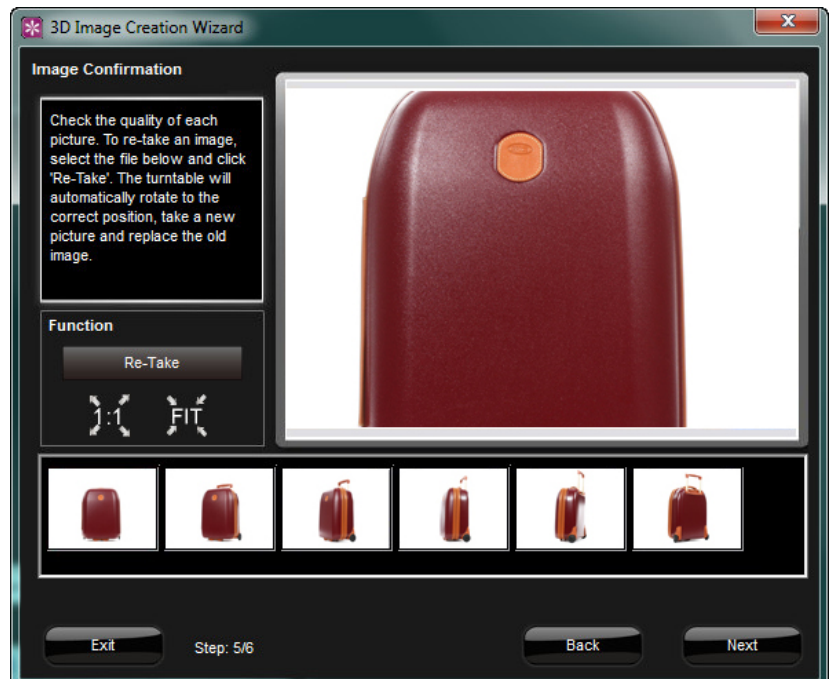 3D Image Creation Wizard
Image Confirmation
Check the quality of each
picture. To re-take an image,
select the file below and click
'Re-Take'. The turntable will
automatically rotate to the
correct position, take a new
picture and replace the old
image.
Function
Re-Take
1:1 FIT
Exit Step: 5/6 Back Next